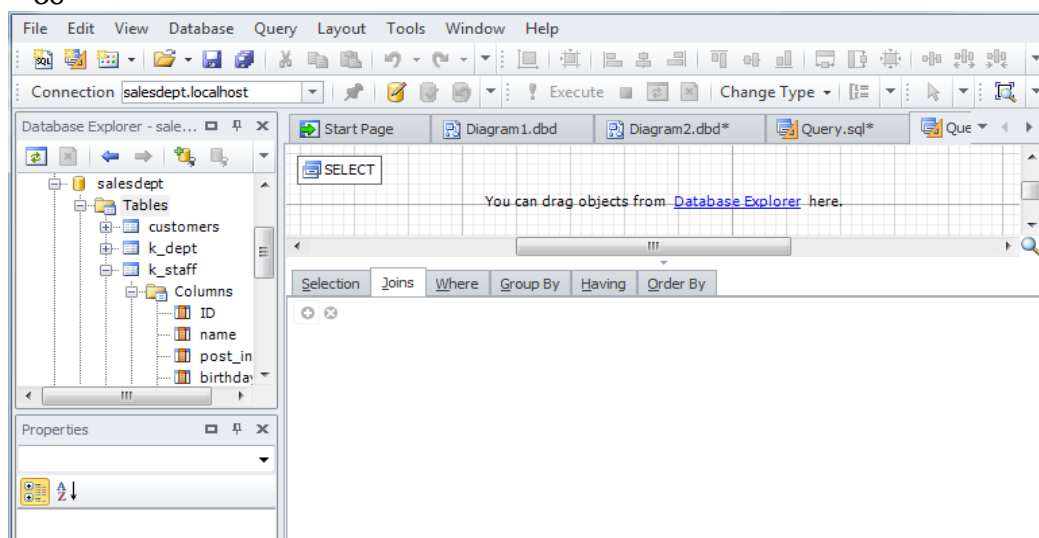 File Edit View Database Query Layout Tools Window Help
Connection salesdept.localhost Execute Change Type
Database Explorer - sale...
Start Page Diagram1.dbd Diagram2.dbd* Query.sql* Que
SELECT
You can drag objects from Database Explorer here.
salesdept
Tables
customers
k_dept
k_staff
Columns
ID
name
post_in
birthday
Selection Joins Where Group By Having Order By
Properties